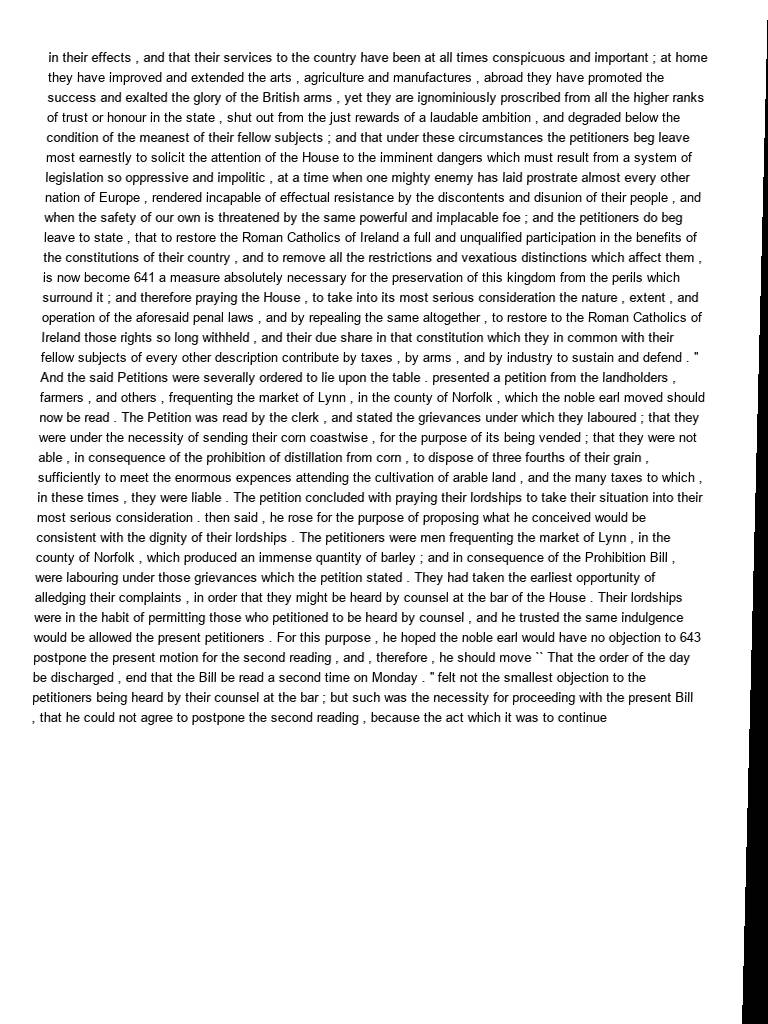 in their effects , and that their services to the country have been at all times conspicuous and important ; at home
they have improved and extended the arts , agriculture and manufactures , abroad they have promoted the
success and exalted the glory of the British arms , yet they are ignominiously proscribed from all the higher ranks
of trust or honour in the state , shut out from the just rewards of a laudable ambition , and degraded below the
condition of the meanest of their fellow subjects ; and that under these circumstances the petitioners beg leave
most earnestly to solicit the attention of the House to the imminent dangers which must result from a system of
legislation so oppressive and impolitic , at a time when one mighty enemy has laid prostrate almost every other
nation of Europe , rendered incapable of effectual resistance by the discontents and disunion of their people , and
when the safety of our own is threatened by the same powerful and implacable foe ; and the petitioners do beg
leave to state , that to restore the Roman Catholics of Ireland a full and unqualified participation in the benefits of
the constitutions of their country , and to remove all the restrictions and vexatious distinctions which affect them ,
is now become 641 a measure absolutely necessary for the preservation of this kingdom from the perils which
surround it ; and therefore praying the House , to take into its most serious consideration the nature , extent , and
operation of the aforesaid penal laws , and by repealing the same altogether , to restore to the Roman Catholics of
Ireland those rights so long withheld , and their due share in that constitution which they in common with their
fellow subjects of every other description contribute by taxes , by arms , and by industry to sustain and defend . "
And the said Petitions were severally ordered to lie upon the table . presented a petition from the landholders ,
farmers , and others , frequenting the market of Lynn , in the county of Norfolk , which the noble earl moved should
now be read . The Petition was read by the clerk , and stated the grievances under which they laboured ; that they
were under the necessity of sending their corn coastwise , for the purpose of its being vended ; that they were not
able , in consequence of the prohibition of distillation from corn , to dispose of three fourths of their grain ,
sufficiently to meet the enormous expences attending the cultivation of arable land , and the many taxes to which ,
in these times , they were liable . The petition concluded with praying their lordships to take their situation into their
most serious consideration . then said , he rose for the purpose of proposing what he conceived would be
consistent with the dignity of their lordships . The petitioners were men frequenting the market of Lynn , in the
county of Norfolk , which produced an immense quantity of barley ; and in consequence of the Prohibition Bill ,
were labouring under those grievances which the petition stated . They had taken the earliest opportunity of
alledging their complaints , in order that they might be heard by counsel at the bar of the House . Their lordships
were in the habit of permitting those who petitioned to be heard by counsel , and he trusted the same indulgence
would be allowed the present petitioners . For this purpose , he hoped the noble earl would have no objection to 643
postpone the present motion for the second reading , and , therefore , he should move `` That the order of the day
be discharged , end that the Bill be read a second time on Monday . " felt not the smallest objection to the
petitioners being heard by their counsel at the bar ; but such was the necessity for proceeding with the present Bill
, that he could not agree to postpone the second reading , because the act which it was to continue